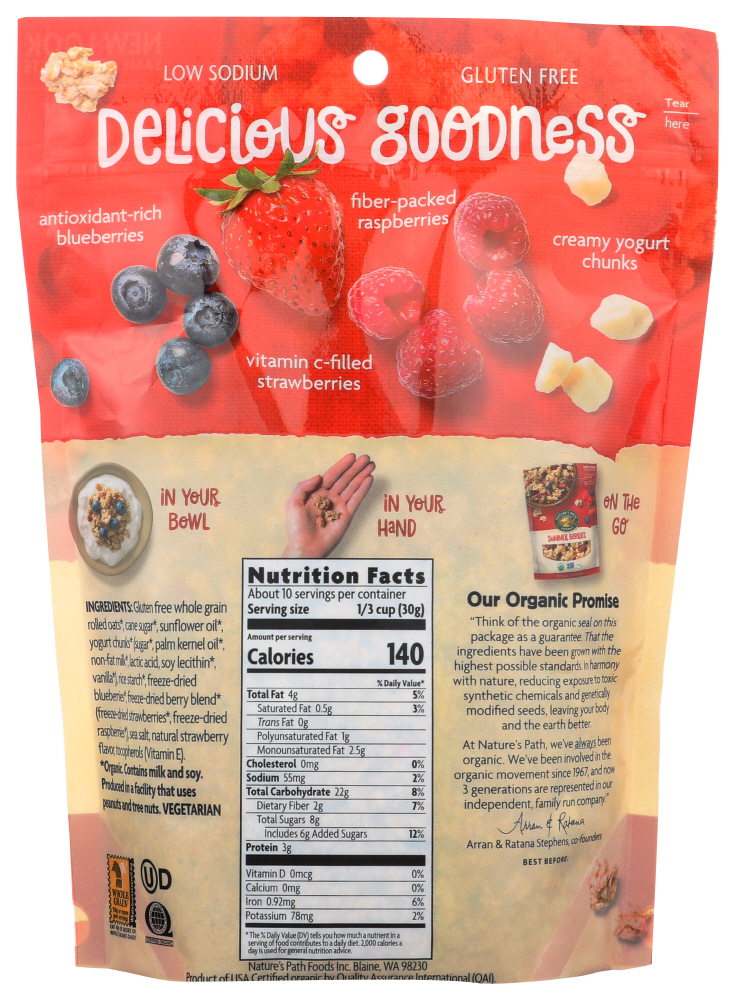 LOW SODIUM
GLUTEN FREE
Delicious goodness
Tear
here
antioxidant-rich
blueberries
fiber-packed
raspberries
creamy yogurt
chunks
vitamin c-filled
strawberries
IN YOUR
BOWL
IN YOUR
HAND
ON THE
GO
SUMMER BERRIES
INGREDIENTS: Gluten free whole grain
rolled oats*, cane sugar*, sunflower oil*,
yogurt chunks* (sugar*, palm kernel oil*,
non-fat milk*, lactic acid, soy lecithin*,
vanilla*), rice starch*, freeze-dried
blueberries*, freeze-dried berry blend*
(freeze-dried strawberries*, freeze-dried
raspberries*), sea salt, natural strawberry
flavor, tocopherols (Vitamin E).
*Organic. Contains milk and soy.
Produced in a facility that uses
peanuts and tree nuts. VEGETARIAN
WHOLE
GRAIN
UD
Nutrition Facts
About 10 servings per container
Serving size 1/3 cup (30g)
Amount per serving
Calories 140
% Daily Value*
Total Fat 4g 5%
Saturated Fat 0.5g 3%
Trans Fat 0g
Polyunsaturated Fat 1g
Monounsaturated Fat 2.5g
Cholesterol 0mg 0%
Sodium 55mg 2%
Total Carbohydrate 22g 8%
Dietary Fiber 2g 7%
Total Sugars 8g
Includes 6g Added Sugars 12%
Protein 3g
Vitamin D 0mcg 0%
Calcium 0mg 0%
Iron 0.92mg 6%
Potassium 78mg 2%
*The % Daily Value (DV) tells you how much a nutrient in a
serving of food contributes to a daily diet. 2,000 calories a
day is used for general nutrition advice.
Nature's Path Foods Inc. Blaine, WA 98230
Product of USA Certified organic by Quality Assurance International (QAI).
Our Organic Promise
"Think of the organic seal on this
package as a guarantee. That the
ingredients have been grown with the
highest possible standards. In harmony
with nature, reducing exposure to toxic
synthetic chemicals and genetically
modified seeds, leaving your body
and the earth better.
At Nature's Path, we've always been
organic. We've been involved in the
organic movement since 1967, and now
3 generations are represented in our
independent, family run company."
Arran & Ratana
Arran & Ratana Stephens, co-founders
BEST BEFORE: